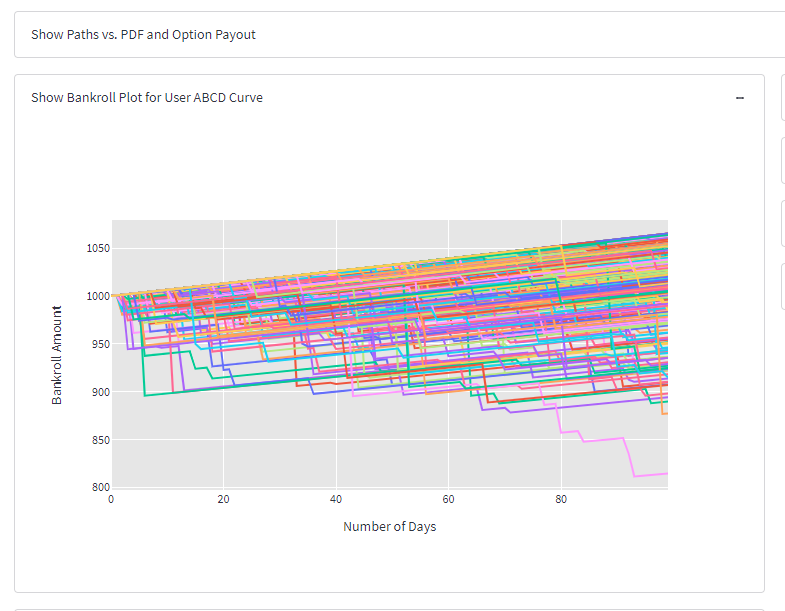 Show Paths vs. PDF and Option Payout
Show Bankroll Plot for User ABCD Curve
−
1050
1000
950
900
850
800
Bankroll Amount
0 20 40 60 80
Number of Days